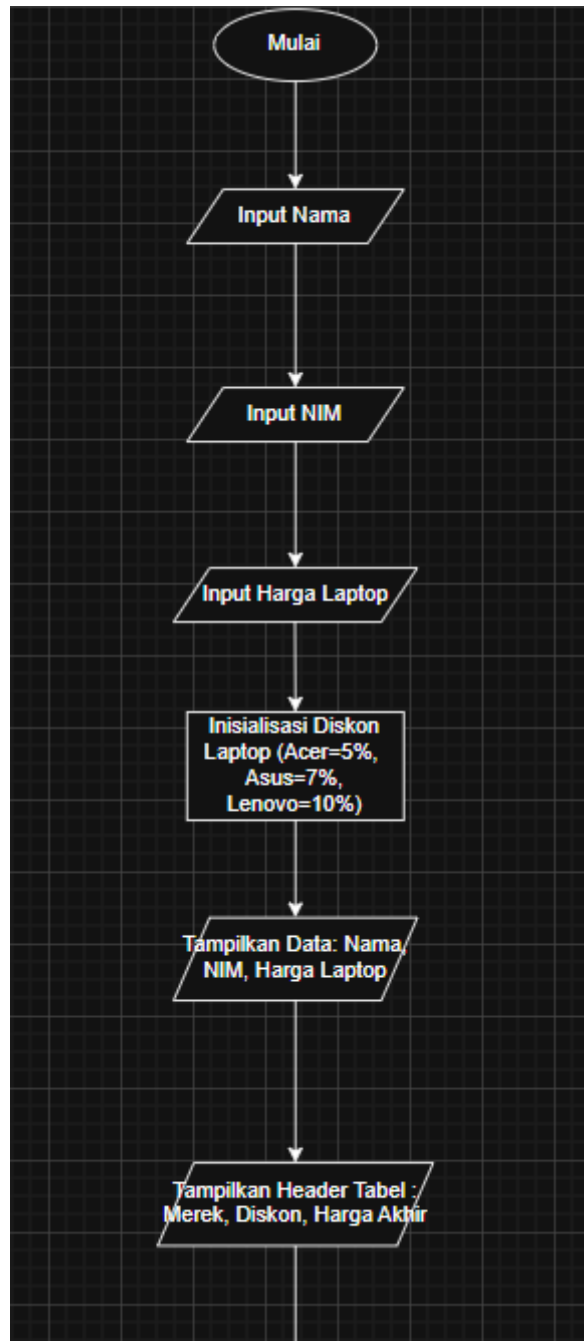 Mulai
Input Nama
Input NIM
Input Harga Laptop
Inisialisasi Diskon
Laptop (Acer=5%,
Asus=7%,
Lenovo=10%)
Tampilkan Data: Nama,
NIM, Harga Laptop
Tampilkan Header Tabel :
Merek, Diskon, Harga Akhir